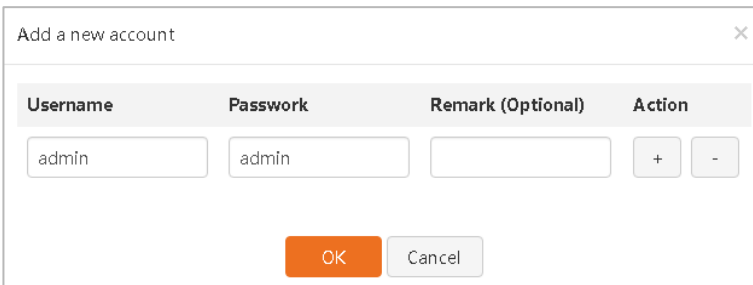 Add a new account ×
Username Passwork Remark (Optional) Action
admin admin + -
OK Cancel